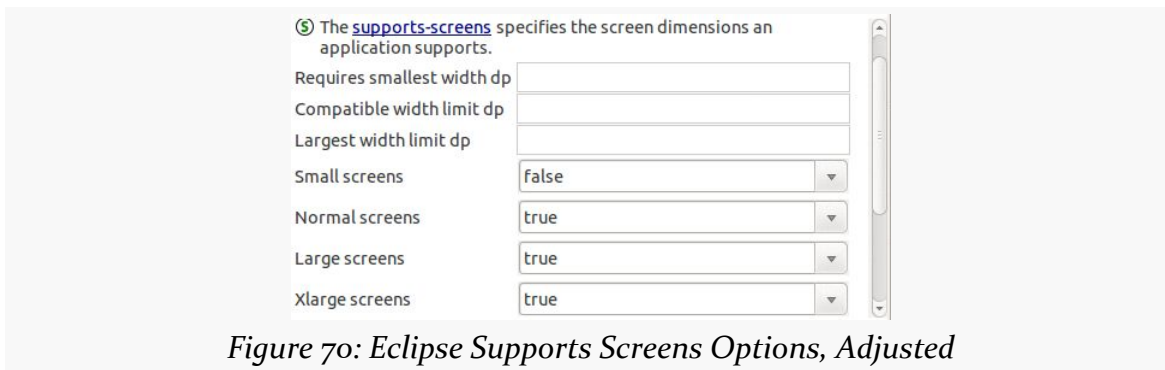 S The supports-screens specifies the screen dimensions an
application supports.
Requires smallest width dp
Compatible width limit dp
Largest width limit dp
Small screens false
Normal screens true
Large screens true
Xlarge screens true
Figure 70: Eclipse Supports Screens Options, Adjusted